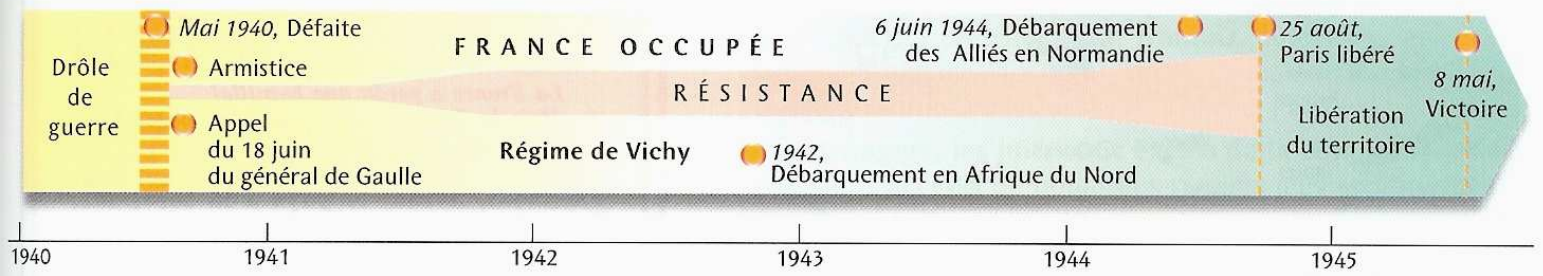 Mai 1940, Défaite
Drôle
de
guerre
Armistice
Appel
du 18 juin
du général de Gaulle
FRANCE OCCUPÉE
RÉSISTANCE
Régime de Vichy
1942,
Débarquement en Afrique du Nord
6 juin 1944, Débarquement
des Alliés en Normandie
25 août,
Paris libéré
Libération
du territoire
8 mai,
Victoire
1940
1941
1942
1943
1944
1945